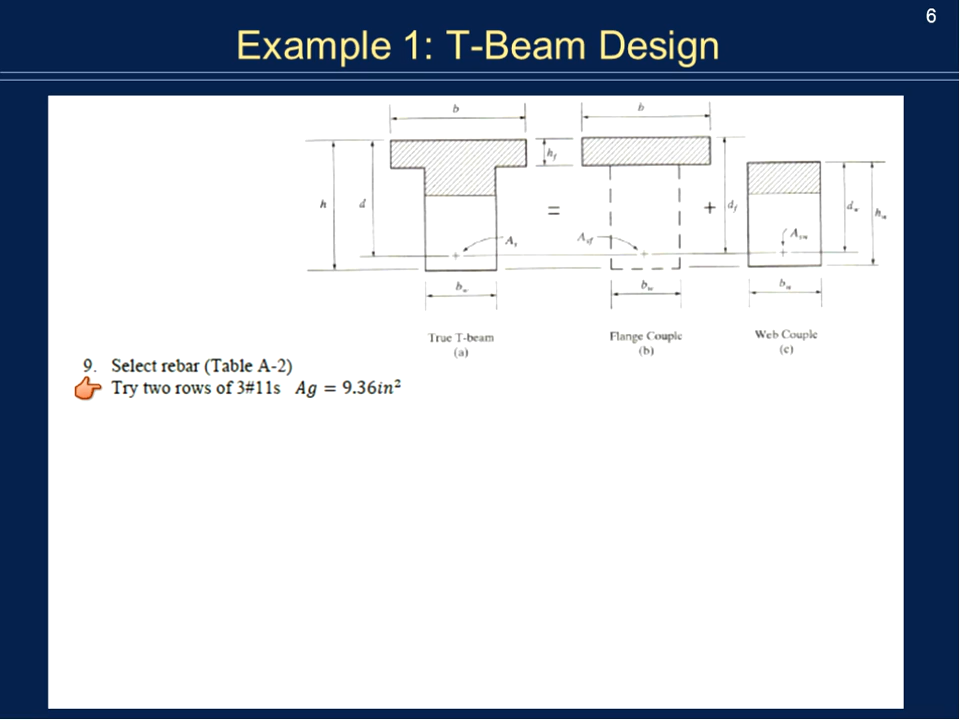 6
Example 1: T-Beam Design
b
b
h
d
h_f
=
+
d_f
d_w
h_w
A_s
A_sf
A_sw
b_w
b_w
b_w
True T-beam
(a)
Flange Couple
(b)
Web Couple
(c)
9. Select rebar (Table A-2)
Try two rows of 3#11s Ag = 9.36in²